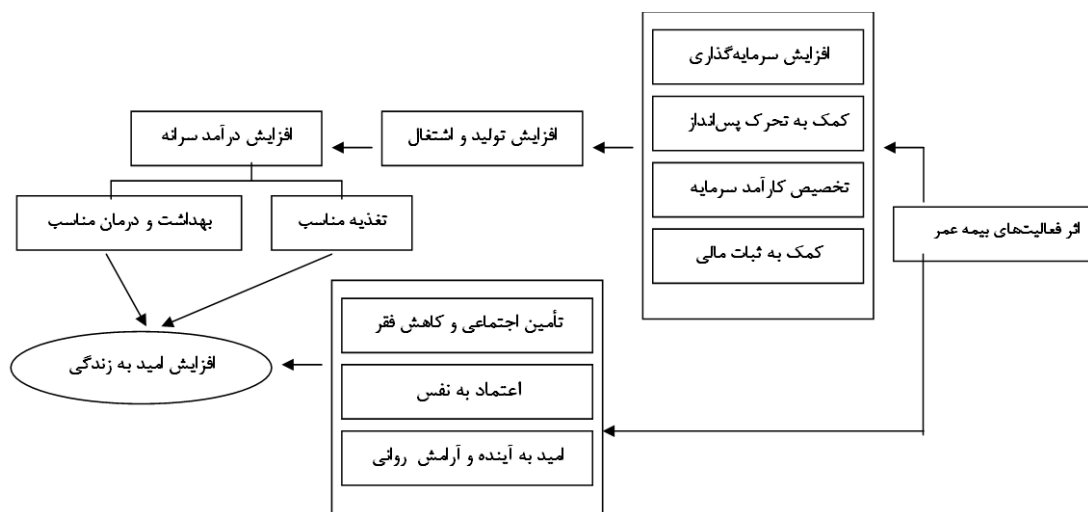 اثر فعالیت‌های بیمه عمر
افزایش سرمایه‌گذاری
کمک به تحرک پس‌انداز
تخصیص کارآمد سرمایه
کمک به ثبات مالی
افزایش تولید و اشتغال
افزایش درآمد سرانه
تغذیه مناسب
بهداشت و درمان مناسب
تأمین اجتماعی و کاهش فقر
اعتماد به نفس
امید به آینده و آرامش روانی
افزایش امید به زندگی